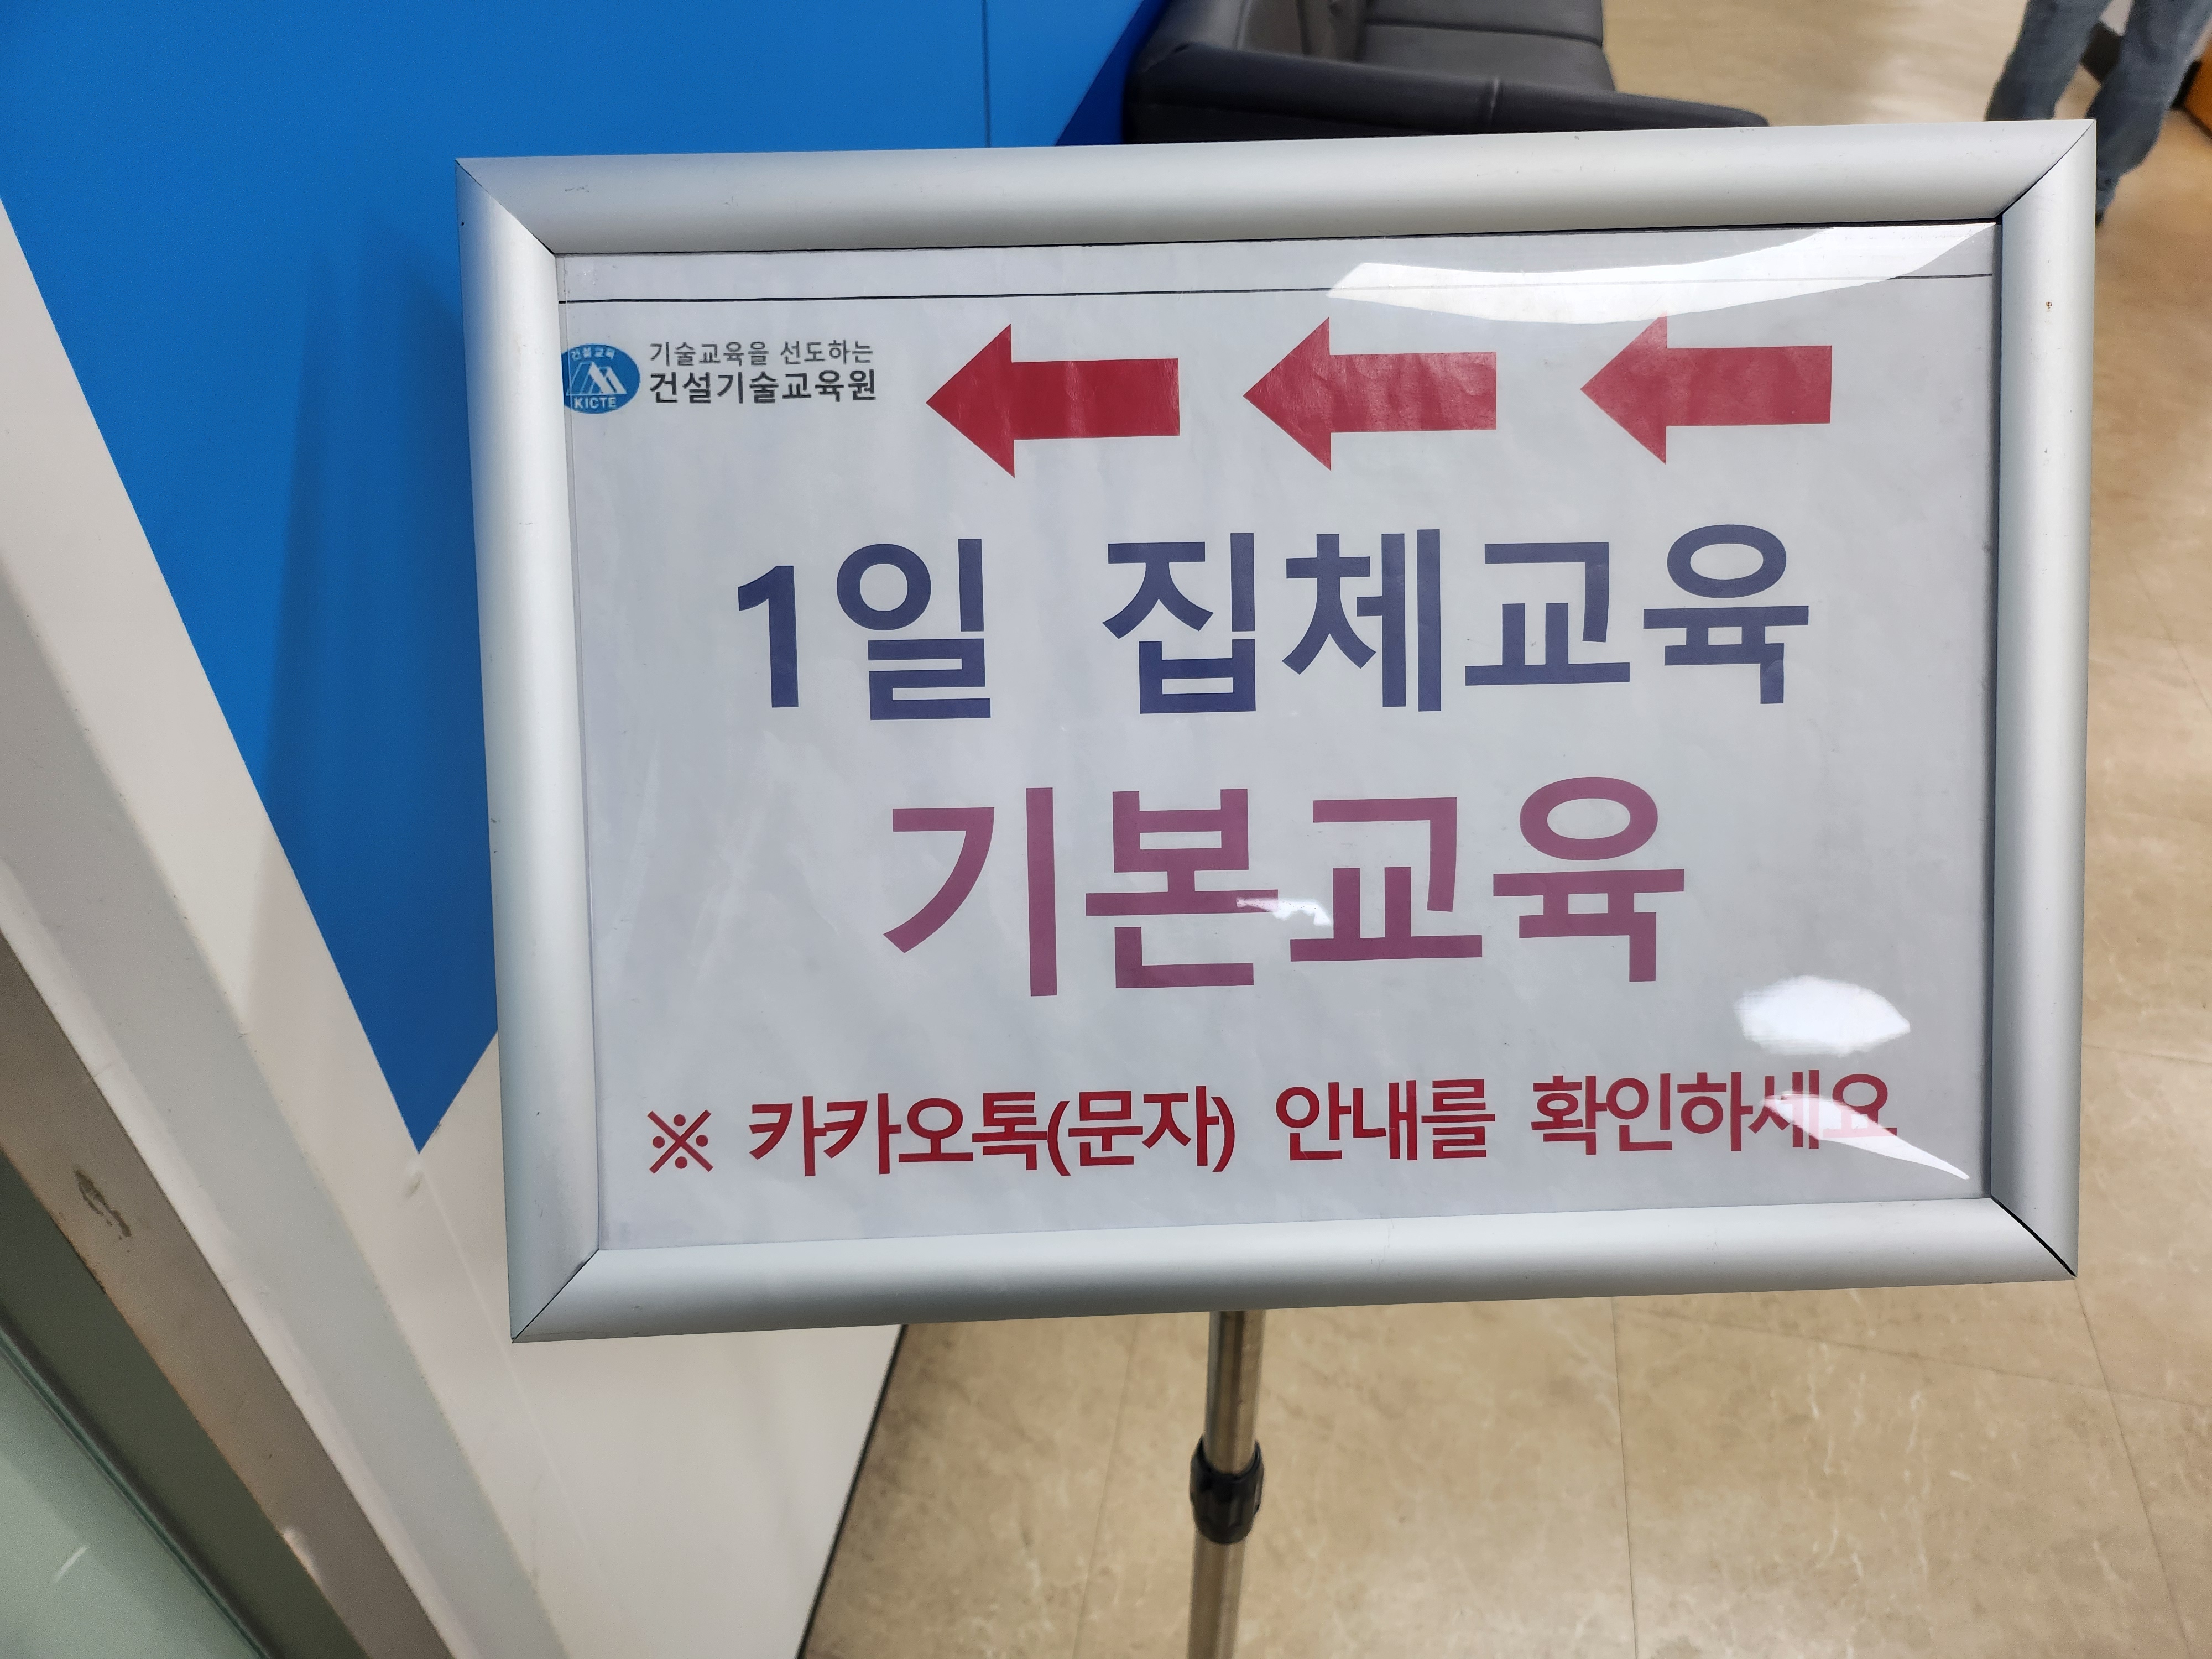 건설교육
KICTE
기술교육을 선도하는
건설기술교육원
1일 집체교육
기본교육
※ 카카오톡(문자) 안내를 확인하세요